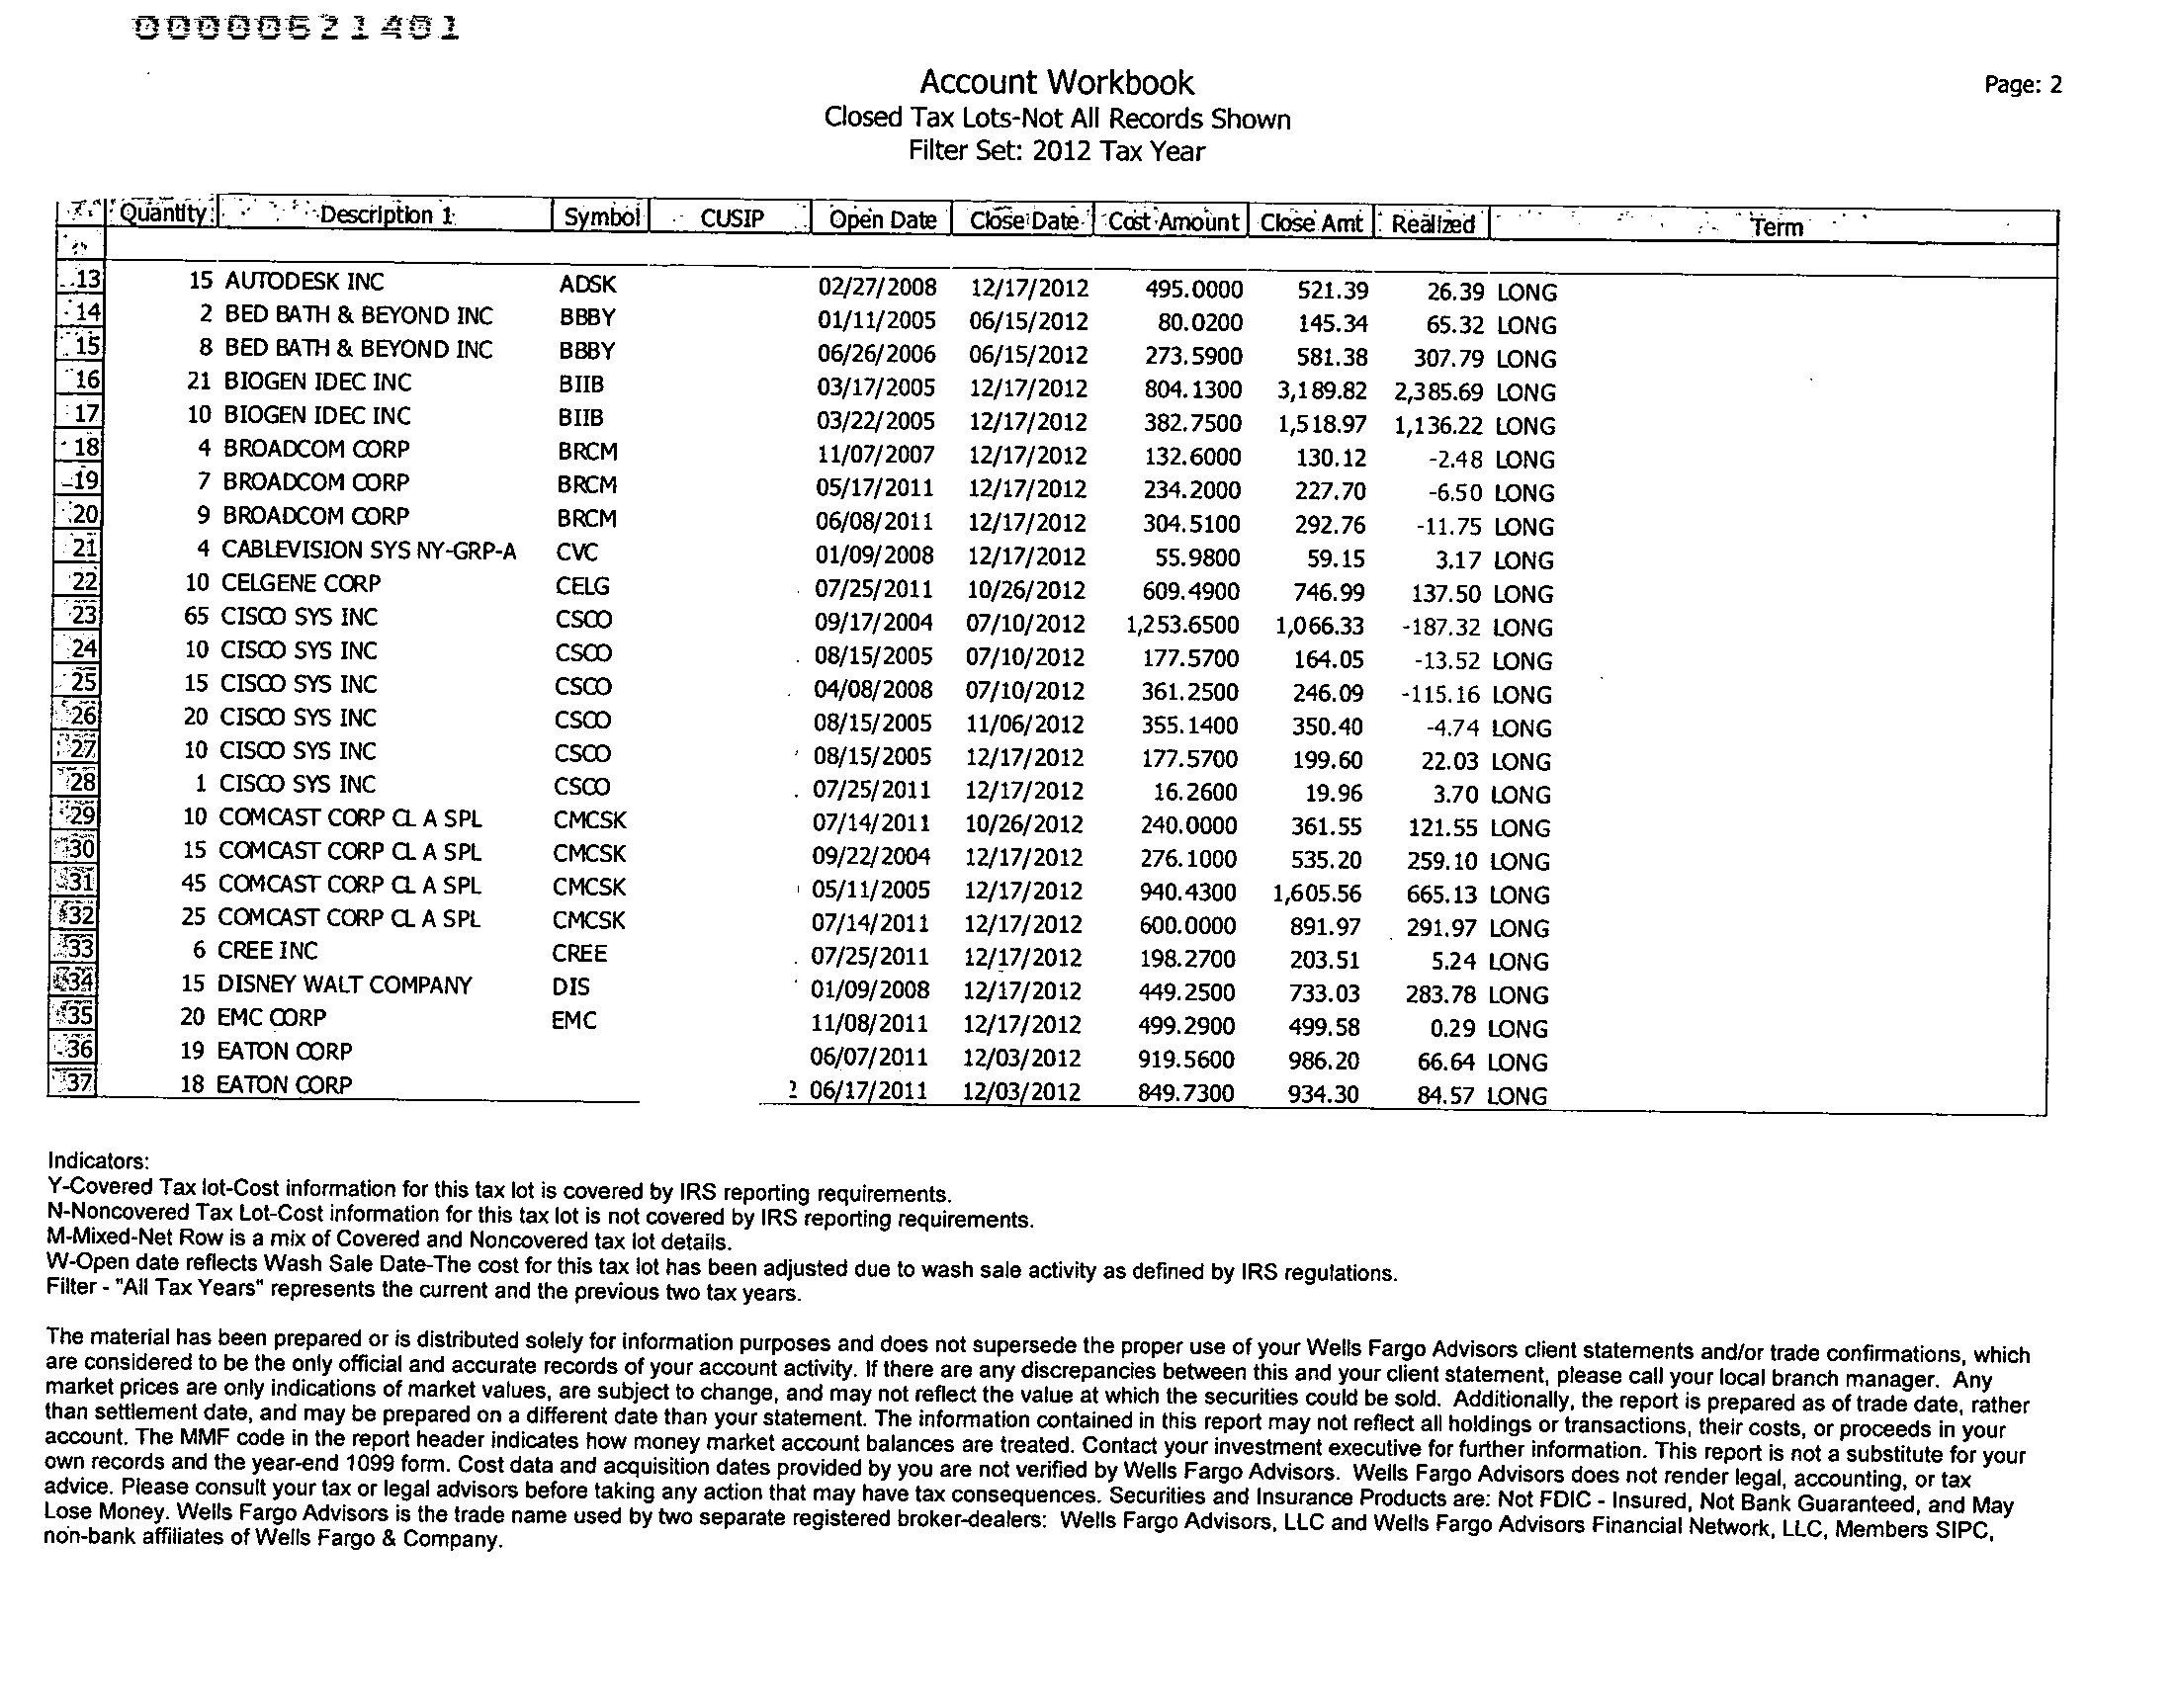 00000621481
Account Workbook
Page: 2
Closed Tax Lots-Not All Records Shown
Filter Set: 2012 Tax Year
Quantity Description 1 Symbol CUSIP Open Date Close Date Cost Amount Close Amt Realized Term
13 15 AUTODESK INC ADSK 02/27/2008 12/17/2012 495.0000 521.39 26.39 LONG
14 2 BED BATH & BEYOND INC BBBY 01/11/2005 06/15/2012 80.0200 145.34 65.32 LONG
15 8 BED BATH & BEYOND INC BBBY 06/26/2006 06/15/2012 273.5900 581.38 307.79 LONG
16 21 BIOGEN IDEC INC BIIB 03/17/2005 12/17/2012 804.1300 3,189.82 2,385.69 LONG
17 10 BIOGEN IDEC INC BIIB 03/22/2005 12/17/2012 382.7500 1,518.97 1,136.22 LONG
18 4 BROADCOM CORP BRCM 11/07/2007 12/17/2012 132.6000 130.12 -2.48 LONG
19 7 BROADCOM CORP BRCM 05/17/2011 12/17/2012 234.2000 227.70 -6.50 LONG
20 9 BROADCOM CORP BRCM 06/08/2011 12/17/2012 304.5100 292.76 -11.75 LONG
21 4 CABLEVISION SYS NY-GRP-A CVC 01/09/2008 12/17/2012 55.9800 59.15 3.17 LONG
22 10 CELGENE CORP CELG 07/25/2011 10/26/2012 609.4900 746.99 137.50 LONG
23 65 CISCO SYS INC CSCO 09/17/2004 07/10/2012 1,253.6500 1,066.33 -187.32 LONG
24 10 CISCO SYS INC CSCO 08/15/2005 07/10/2012 177.5700 164.05 -13.52 LONG
25 15 CISCO SYS INC CSCO 04/08/2008 07/10/2012 361.2500 246.09 -115.16 LONG
26 20 CISCO SYS INC CSCO 08/15/2005 11/06/2012 355.1400 350.40 -4.74 LONG
27 10 CISCO SYS INC CSCO 08/15/2005 12/17/2012 177.5700 199.60 22.03 LONG
28 1 CISCO SYS INC CSCO 07/25/2011 12/17/2012 16.2600 19.96 3.70 LONG
29 10 COMCAST CORP CL A SPL CMCSK 07/14/2011 10/26/2012 240.0000 361.55 121.55 LONG
30 15 COMCAST CORP CL A SPL CMCSK 09/22/2004 12/17/2012 276.1000 535.20 259.10 LONG
31 45 COMCAST CORP CL A SPL CMCSK 05/11/2005 12/17/2012 940.4300 1,605.56 665.13 LONG
32 25 COMCAST CORP CL A SPL CMCSK 07/14/2011 12/17/2012 600.0000 891.97 291.97 LONG
33 6 CREE INC CREE 07/25/2011 12/17/2012 198.2700 203.51 5.24 LONG
34 15 DISNEY WALT COMPANY DIS 01/09/2008 12/17/2012 449.2500 733.03 283.78 LONG
35 20 EMC CORP EMC 11/08/2011 12/17/2012 499.2900 499.58 0.29 LONG
36 19 EATON CORP 06/07/2011 12/03/2012 919.5600 986.20 66.64 LONG
37 18 EATON CORP 06/17/2011 12/03/2012 849.7300 934.30 84.57 LONG
Indicators:
Y-Covered Tax lot-Cost information for this tax lot is covered by IRS reporting requirements.
N-Noncovered Tax Lot-Cost information for this tax lot is not covered by IRS reporting requirements.
M-Mixed-Net Row is a mix of Covered and Noncovered tax lot details.
W-Open date reflects Wash Sale Date-The cost for this tax lot has been adjusted due to wash sale activity as defined by IRS regulations.
Filter - "All Tax Years" represents the current and the previous two tax years.
The material has been prepared or is distributed solely for information purposes and does not supersede the proper use of your Wells Fargo Advisors client statements and/or trade confirmations, which
are considered to be the only official and accurate records of your account activity. If there are any discrepancies between this and your client statement, please call your local branch manager. Any
market prices are only indications of market values, are subject to change, and may not reflect the value at which the securities could be sold. Additionally, the report is prepared as of trade date, rather
than settlement date, and may be prepared on a different date than your statement. The information contained in this report may not reflect all holdings or transactions, their costs, or proceeds in your
account. The MMF code in the report header indicates how money market account balances are treated. Contact your investment executive for further information. This report is not a substitute for your
own records and the year-end 1099 form. Cost data and acquisition dates provided by you are not verified by Wells Fargo Advisors. Wells Fargo Advisors does not render legal, accounting, or tax
advice. Please consult your tax or legal advisors before taking any action that may have tax consequences. Securities and Insurance Products are: Not FDIC - Insured, Not Bank Guaranteed, and May
Lose Money. Wells Fargo Advisors is the trade name used by two separate registered broker-dealers: Wells Fargo Advisors, LLC and Wells Fargo Advisors Financial Network, LLC, Members SIPC,
non-bank affiliates of Wells Fargo & Company.